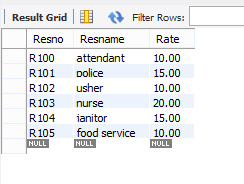 Result Grid Filter Rows:
Resno Resname Rate
R100 attendant 10.00
R101 police 15.00
R102 usher 10.00
R103 nurse 20.00
R104 janitor 15.00
R105 food service 10.00
NULL NULL NULL